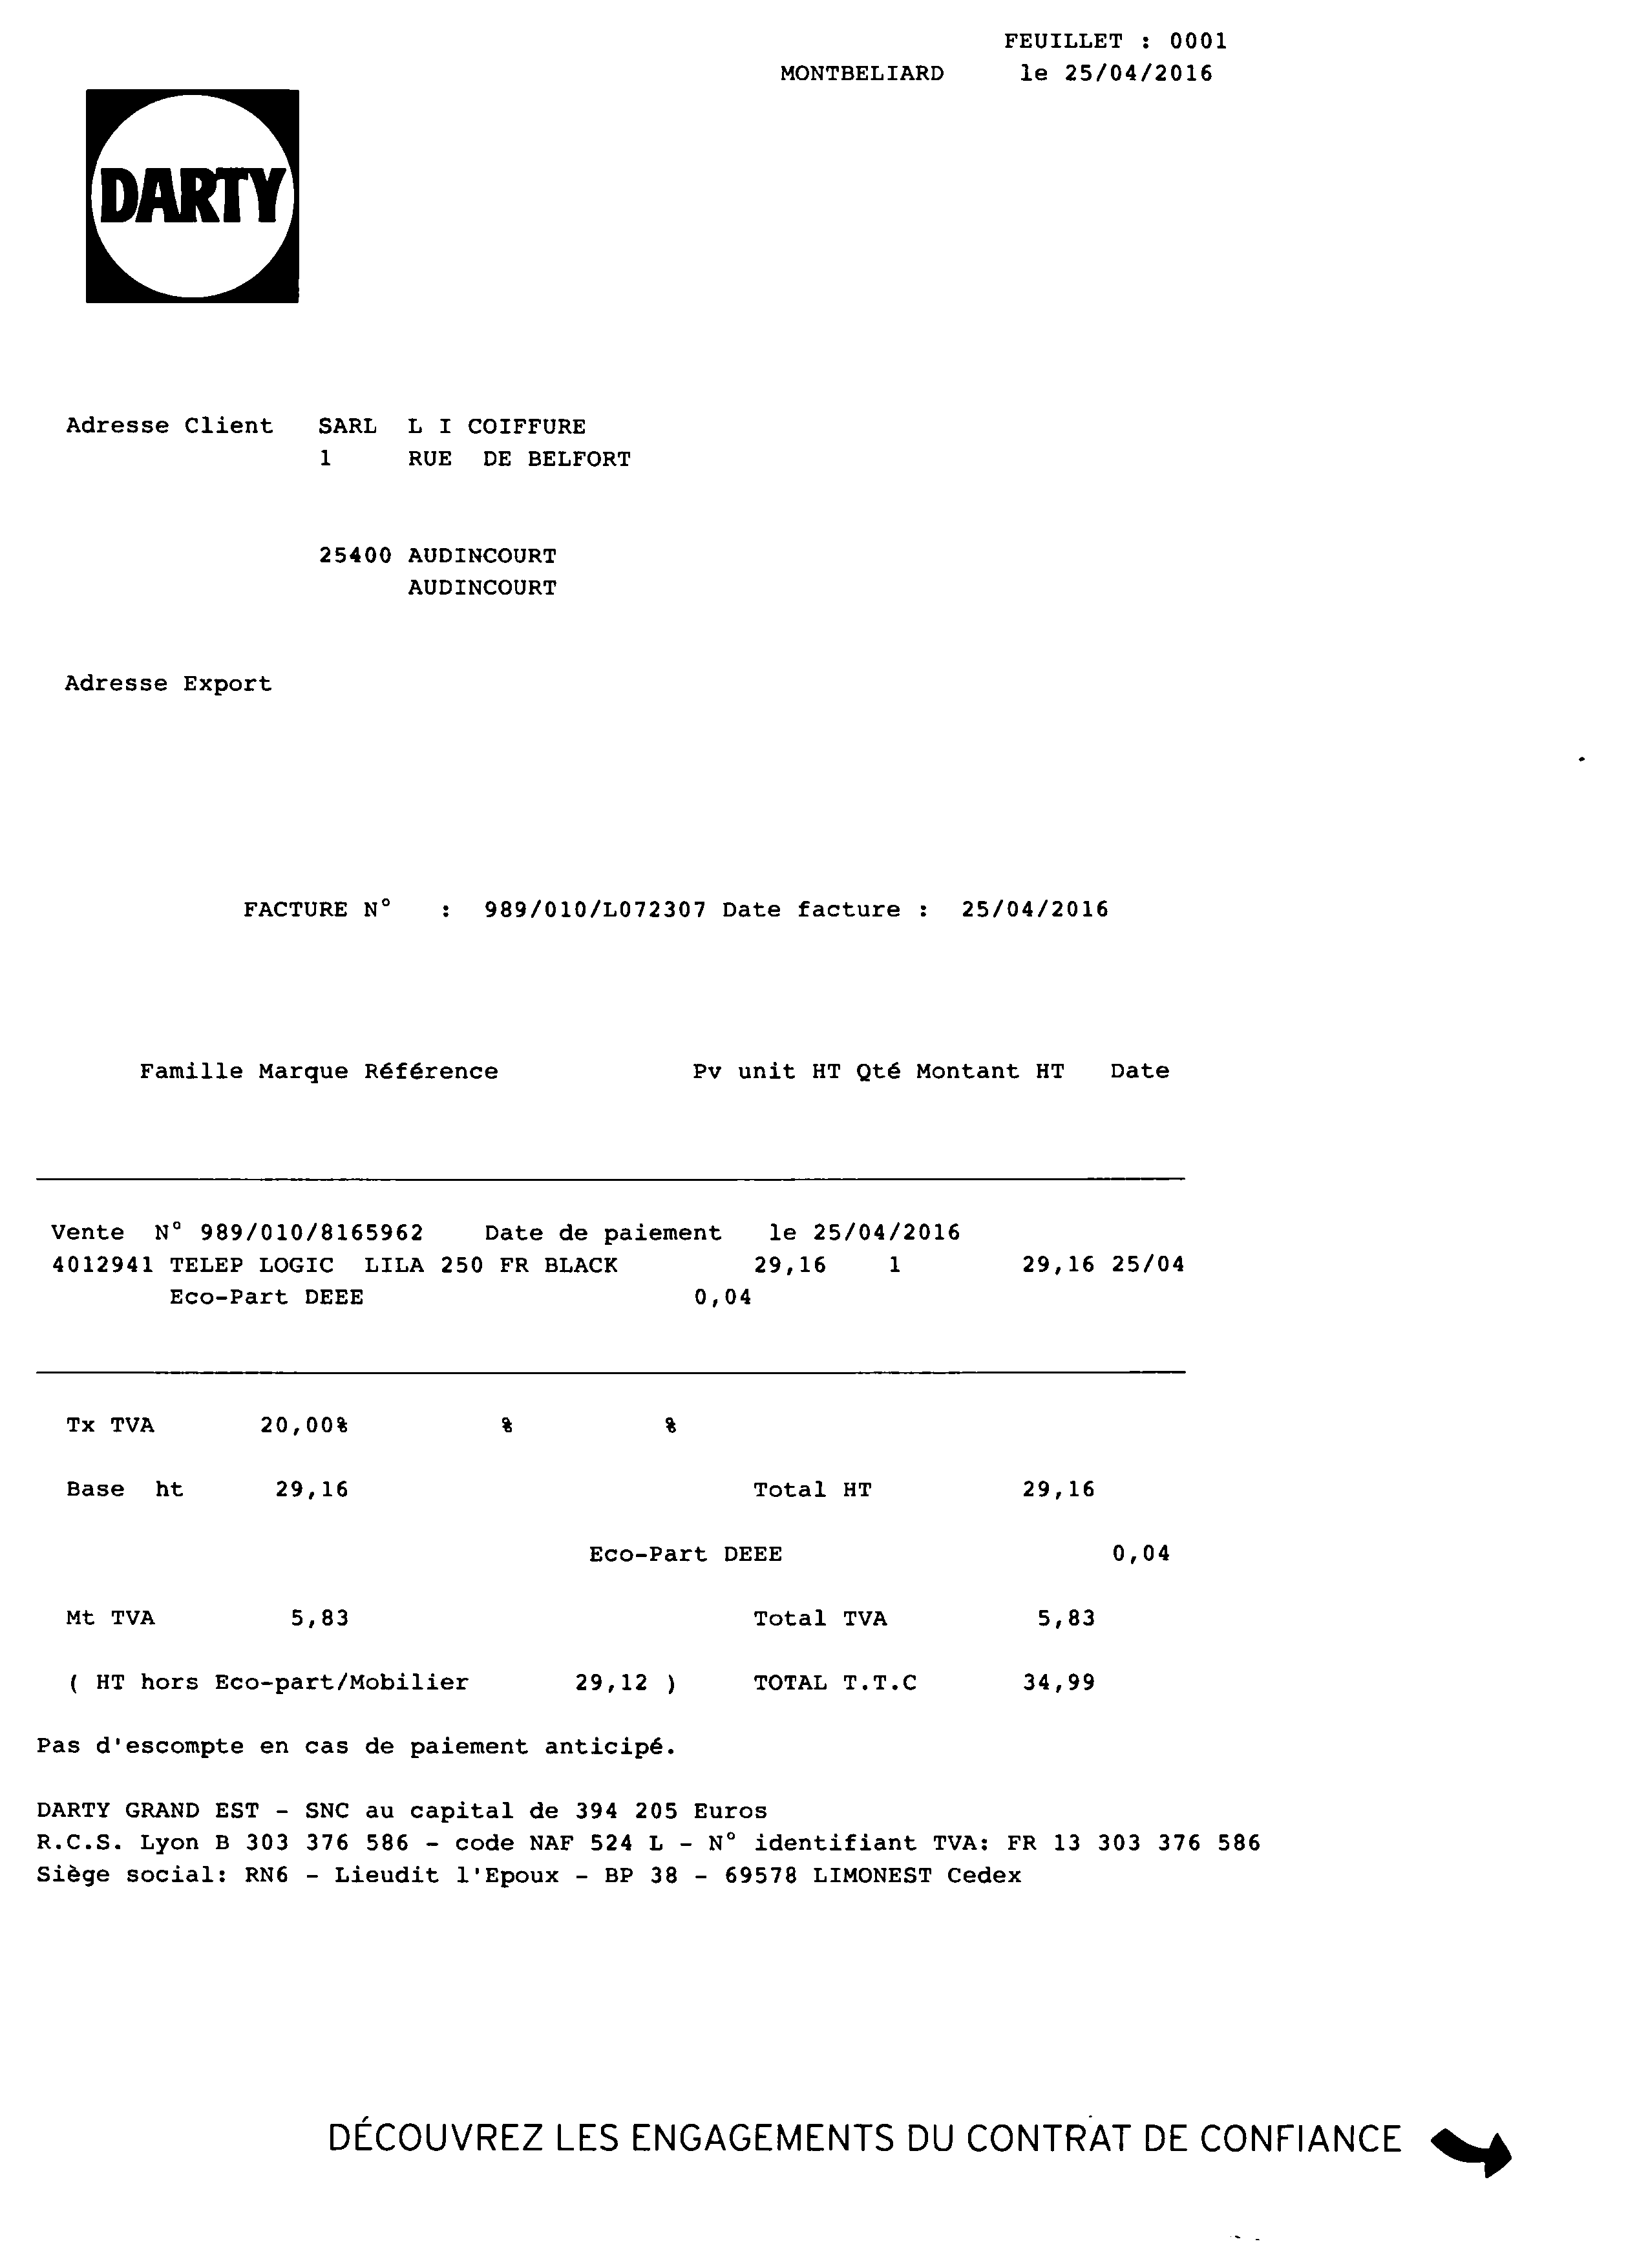 FEUILLET : 0001
MONTBELIARD le 25/04/2016
DARTY
Adresse Client SARL L I COIFFURE
1 RUE DE BELFORT
25400 AUDINCOURT
AUDINCOURT
Adresse Export
FACTURE N° : 989/010/L072307 Date facture : 25/04/2016
Famille Marque Référence Pv unit HT Qté Montant HT Date
Vente N° 989/010/8165962 Date de paiement le 25/04/2016
4012941 TELEP LOGIC LILA 250 FR BLACK 29,16 1 29,16 25/04
Eco-Part DEEE 0,04
Tx TVA 20,00% % %
Base ht 29,16 Total HT 29,16
Eco-Part DEEE 0,04
Mt TVA 5,83 Total TVA 5,83
( HT hors Eco-part/Mobilier 29,12 ) TOTAL T.T.C 34,99
Pas d'escompte en cas de paiement anticipé.
DARTY GRAND EST - SNC au capital de 394 205 Euros
R.C.S. Lyon B 303 376 586 - code NAF 524 L - N° identifiant TVA: FR 13 303 376 586
Siège social: RN6 - Lieudit l'Epoux - BP 38 - 69578 LIMONEST Cedex
DÉCOUVREZ LES ENGAGEMENTS DU CONTRAT DE CONFIANCE